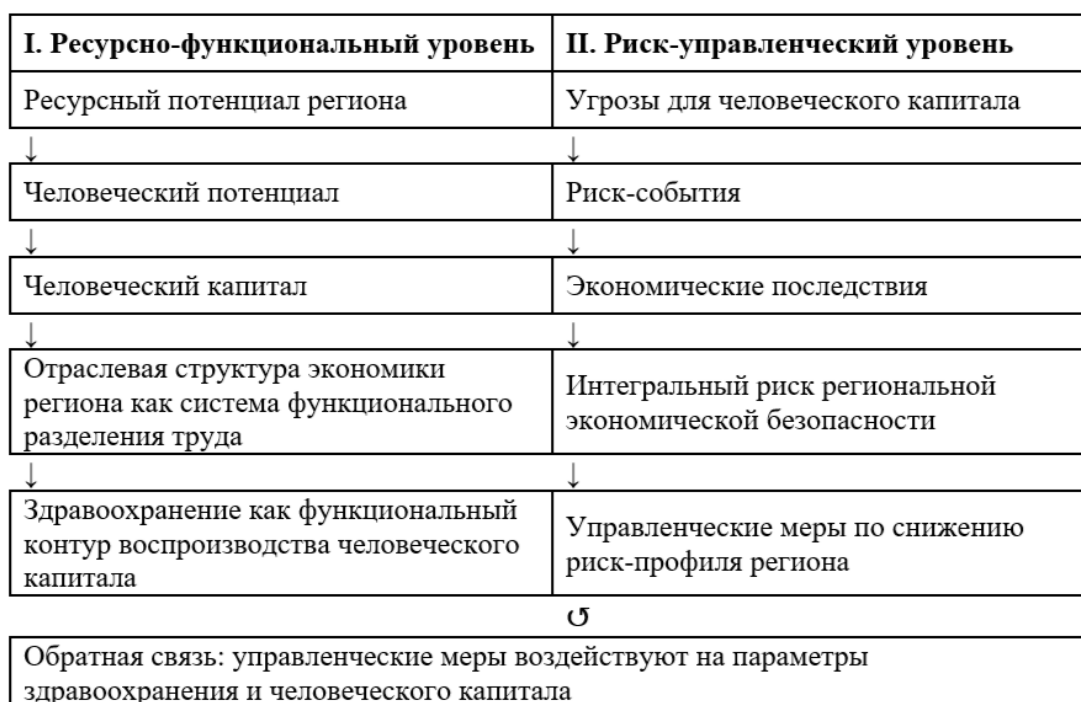 I. Ресурсно-функциональный уровень
II. Риск-управленческий уровень
Ресурсный потенциал региона
Угрозы для человеческого капитала
↓
↓
Человеческий потенциал
Риск-события
↓
↓
Человеческий капитал
Экономические последствия
↓
↓
Отраслевая структура экономики
региона как система функционального
разделения труда
Интегральный риск региональной
экономической безопасности
↓
↓
Здравоохранение как функциональный
контур воспроизводства человеческого
капитала
Управленческие меры по снижению
риск-профиля региона
↺
Обратная связь: управленческие меры воздействуют на параметры
здравоохранения и человеческого капитала